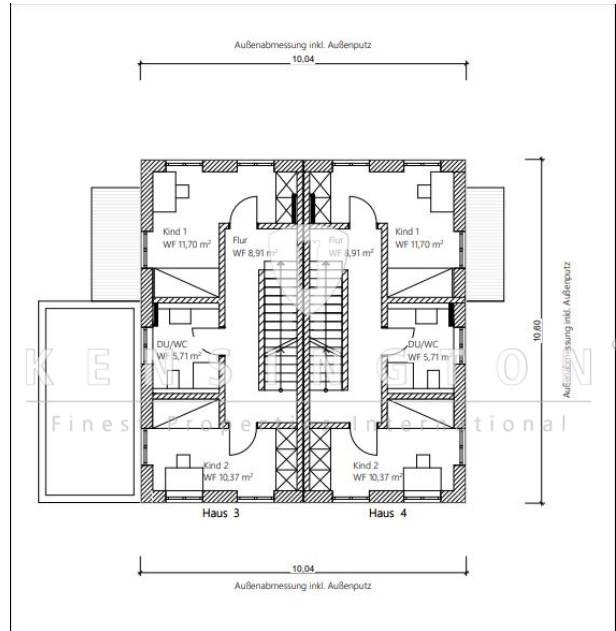 Außenabmessung inkl. Außenputz
10,04
Kind 1
WF 11,70 m²
Flur
WF 8,91 m²
Flur
WF 8,91 m²
Kind 1
WF 11,70 m²
10,60
Außenabmessung inkl. Außenputz
DU/WC
WF 5,71 m²
DU/WC
WF 5,71 m²
KENSINGTON
Finest Properties International
Kind 2
WF 10,37 m²
Kind 2
WF 10,37 m²
Haus 3
Haus 4
10,04
Außenabmessung inkl. Außenputz